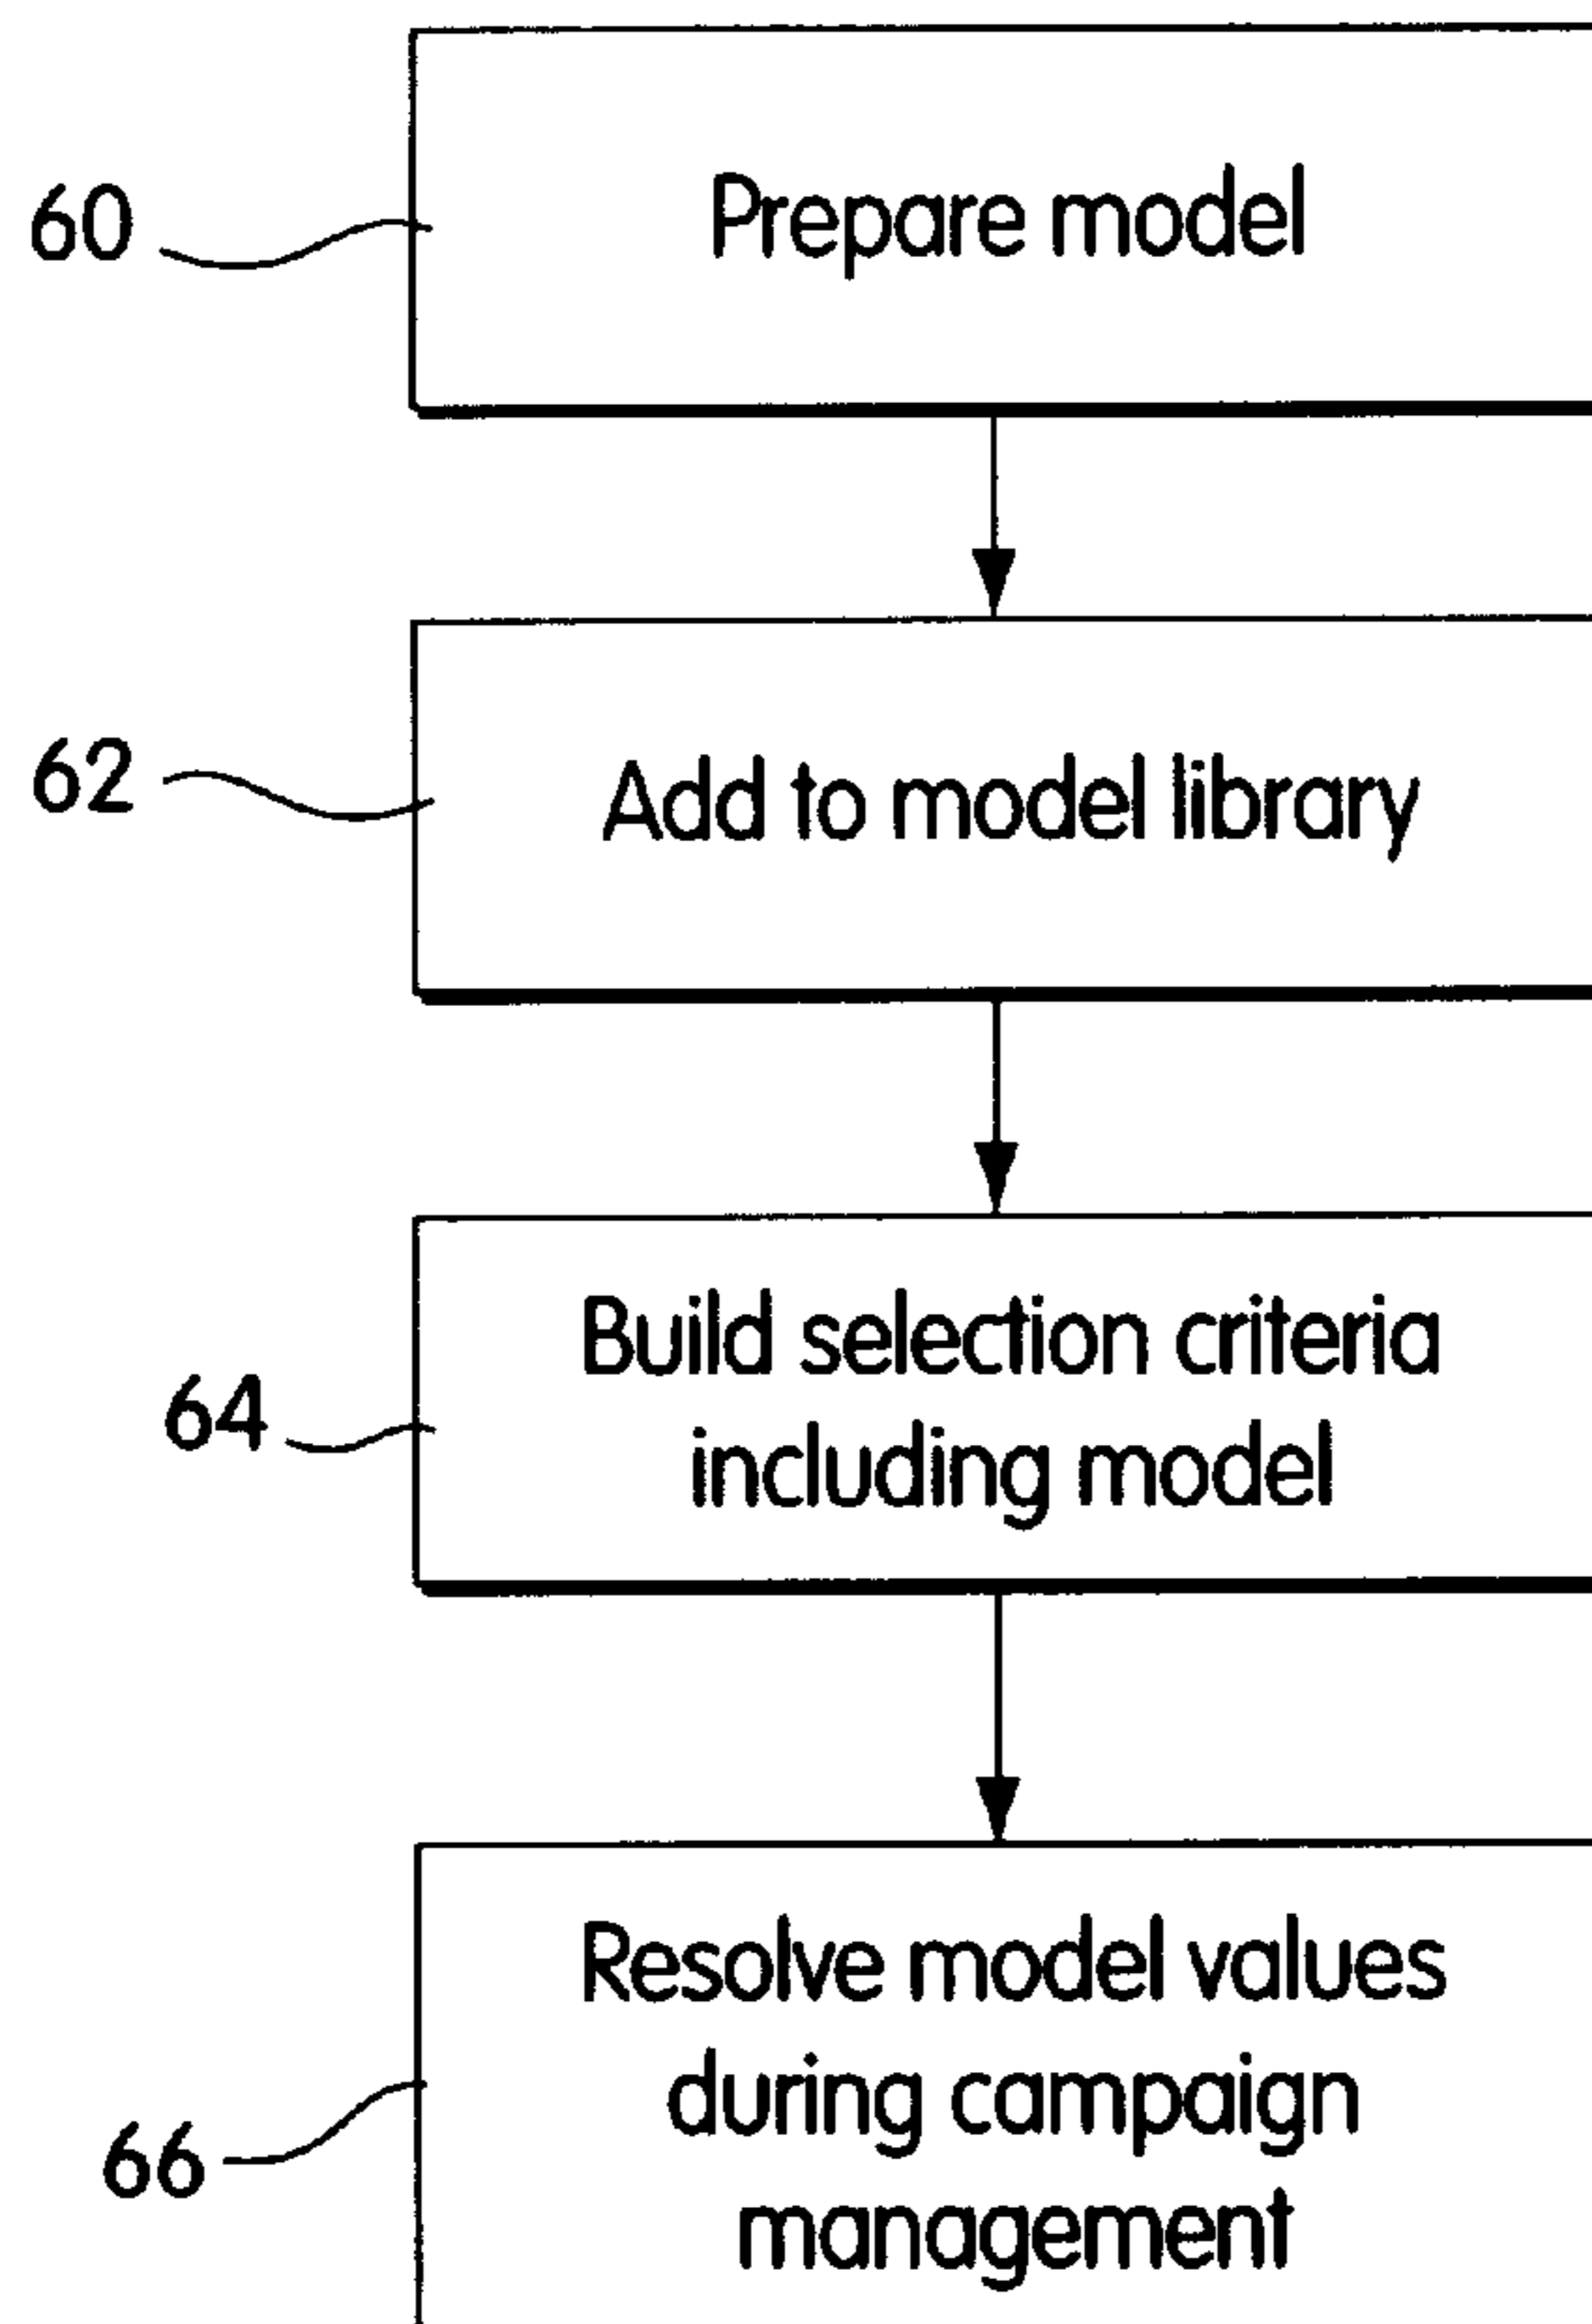 60
Prepare model
62
Add to model library
64
Build selection criteria
including model
66
Resolve model values
during campaign
management